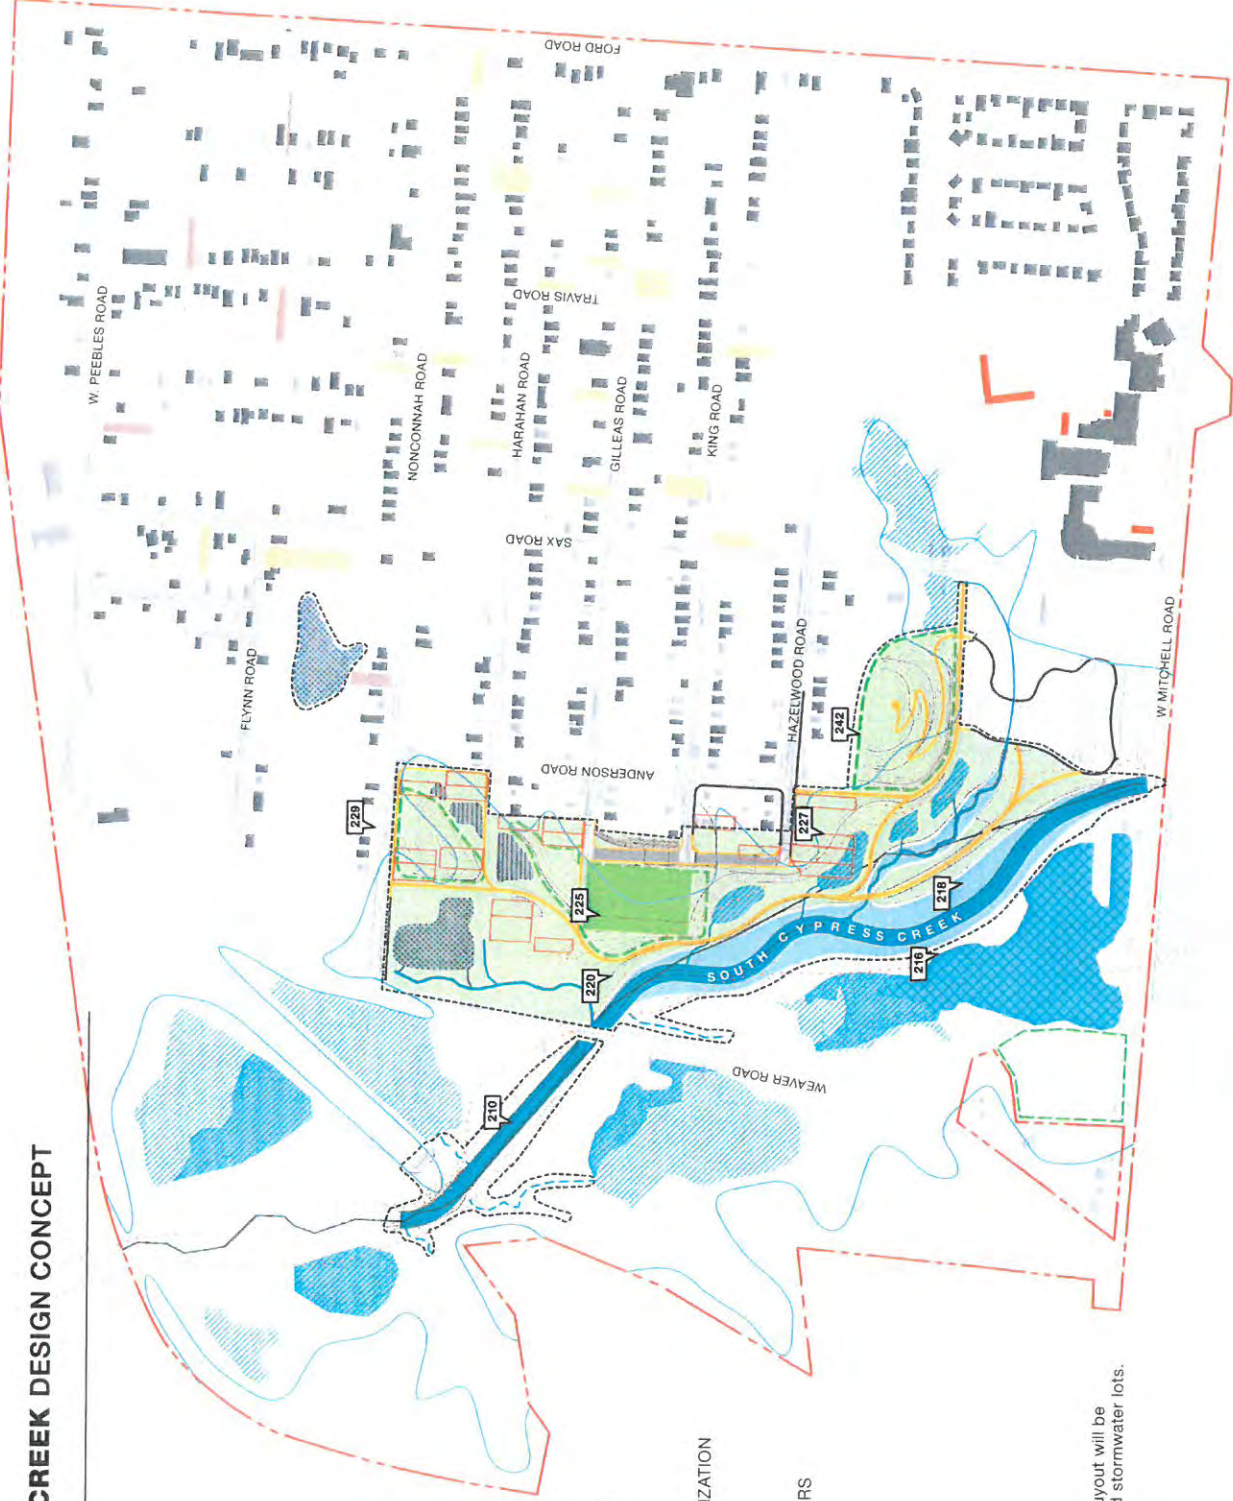 CREEK DESIGN CONCEPT
FORD ROAD
W. PEEBLES ROAD
TRAVIS ROAD
NONCONNAH ROAD
HARAHAN ROAD
GILLEAS ROAD
KING ROAD
SAX ROAD
FLYNN ROAD
HAZELWOOD ROAD
W MITCHELL ROAD
ANDERSON ROAD
229
242
227
225
218
SOUTH CYPRESS CREEK
220
216
WEAVER ROAD
210
IZATION
RS
yout will be
d stormwater lots.